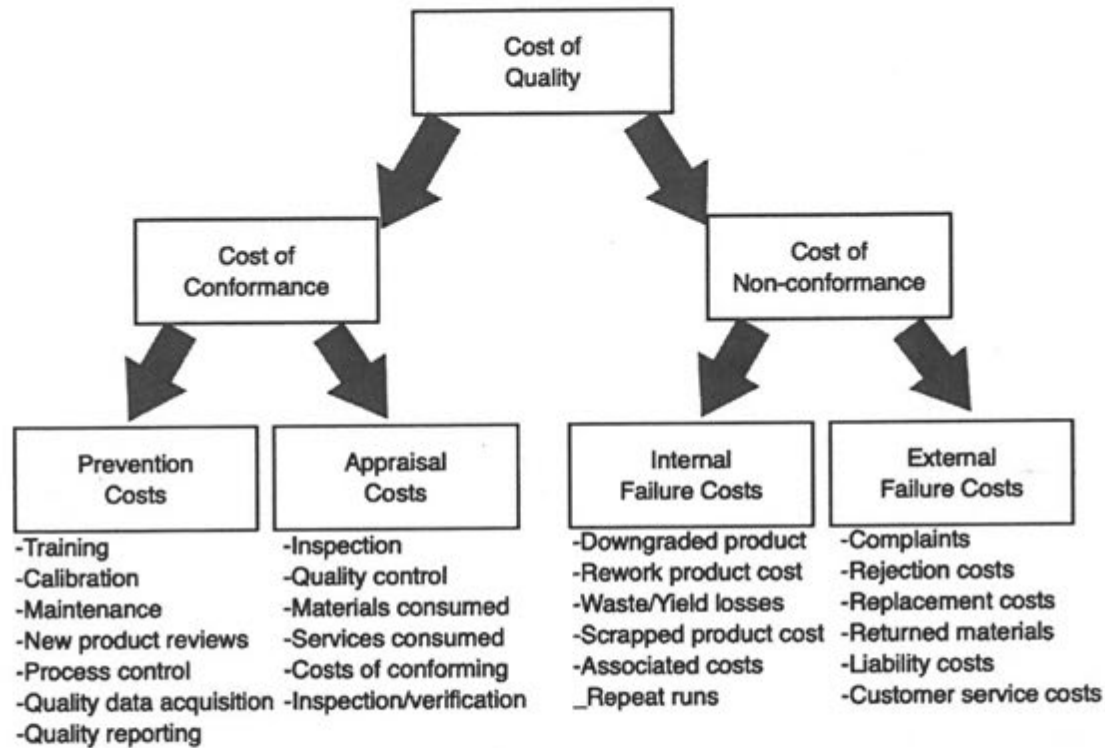 Cost of
Quality
Cost of
Conformance
Cost of
Non-conformance
Prevention
Costs
-Training
-Calibration
-Maintenance
-New product reviews
-Process control
-Quality data acquisition
-Quality reporting
Appraisal
Costs
-Inspection
-Quality control
-Materials consumed
-Services consumed
-Costs of conforming
-Inspection/verification
Internal
Failure Costs
-Downgraded product
-Rework product cost
-Waste/Yield losses
-Scrapped product cost
-Associated costs
_Repeat runs
External
Failure Costs
-Complaints
-Rejection costs
-Replacement costs
-Returned materials
-Liability costs
-Customer service costs